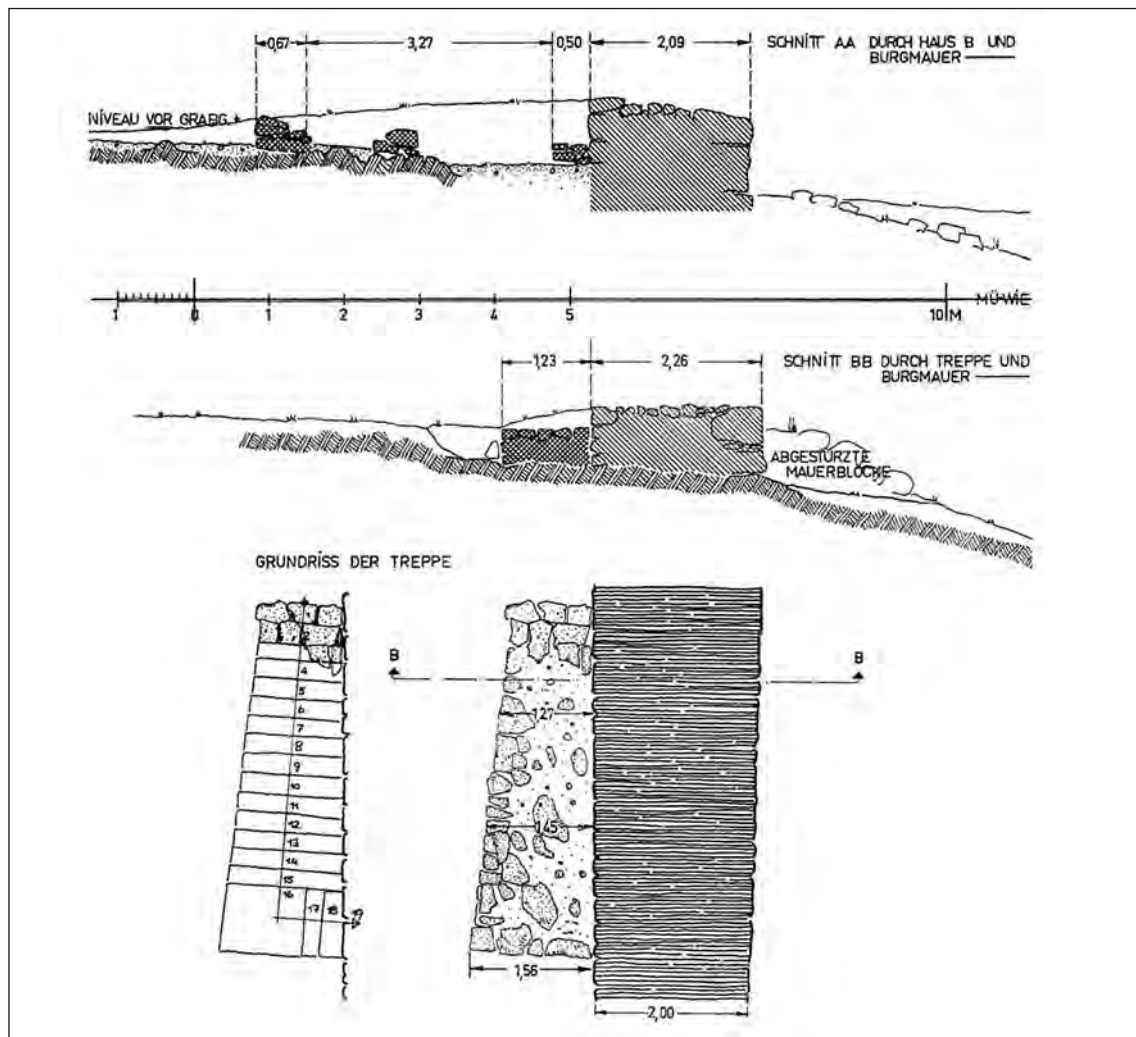 0,67 3,27 0,50 2,09
SCHNITT AA DURCH HAUS B UND
BURGMAUER
NIVEAU VOR GRABG.
MÜ-WIE
1 0 1 2 3 4 5 10 M
1,23 2,26
SCHNITT BB DURCH TREPPE UND
BURGMAUER
ABGESTÜRZTE
MAUERBLÖCKE
GRUNDRISS DER TREPPE
1
2
B B
4
5
6
1,27
7
8
9
10
11
12
1,45
13
14
15
16
17 18 19
1,56
2,00